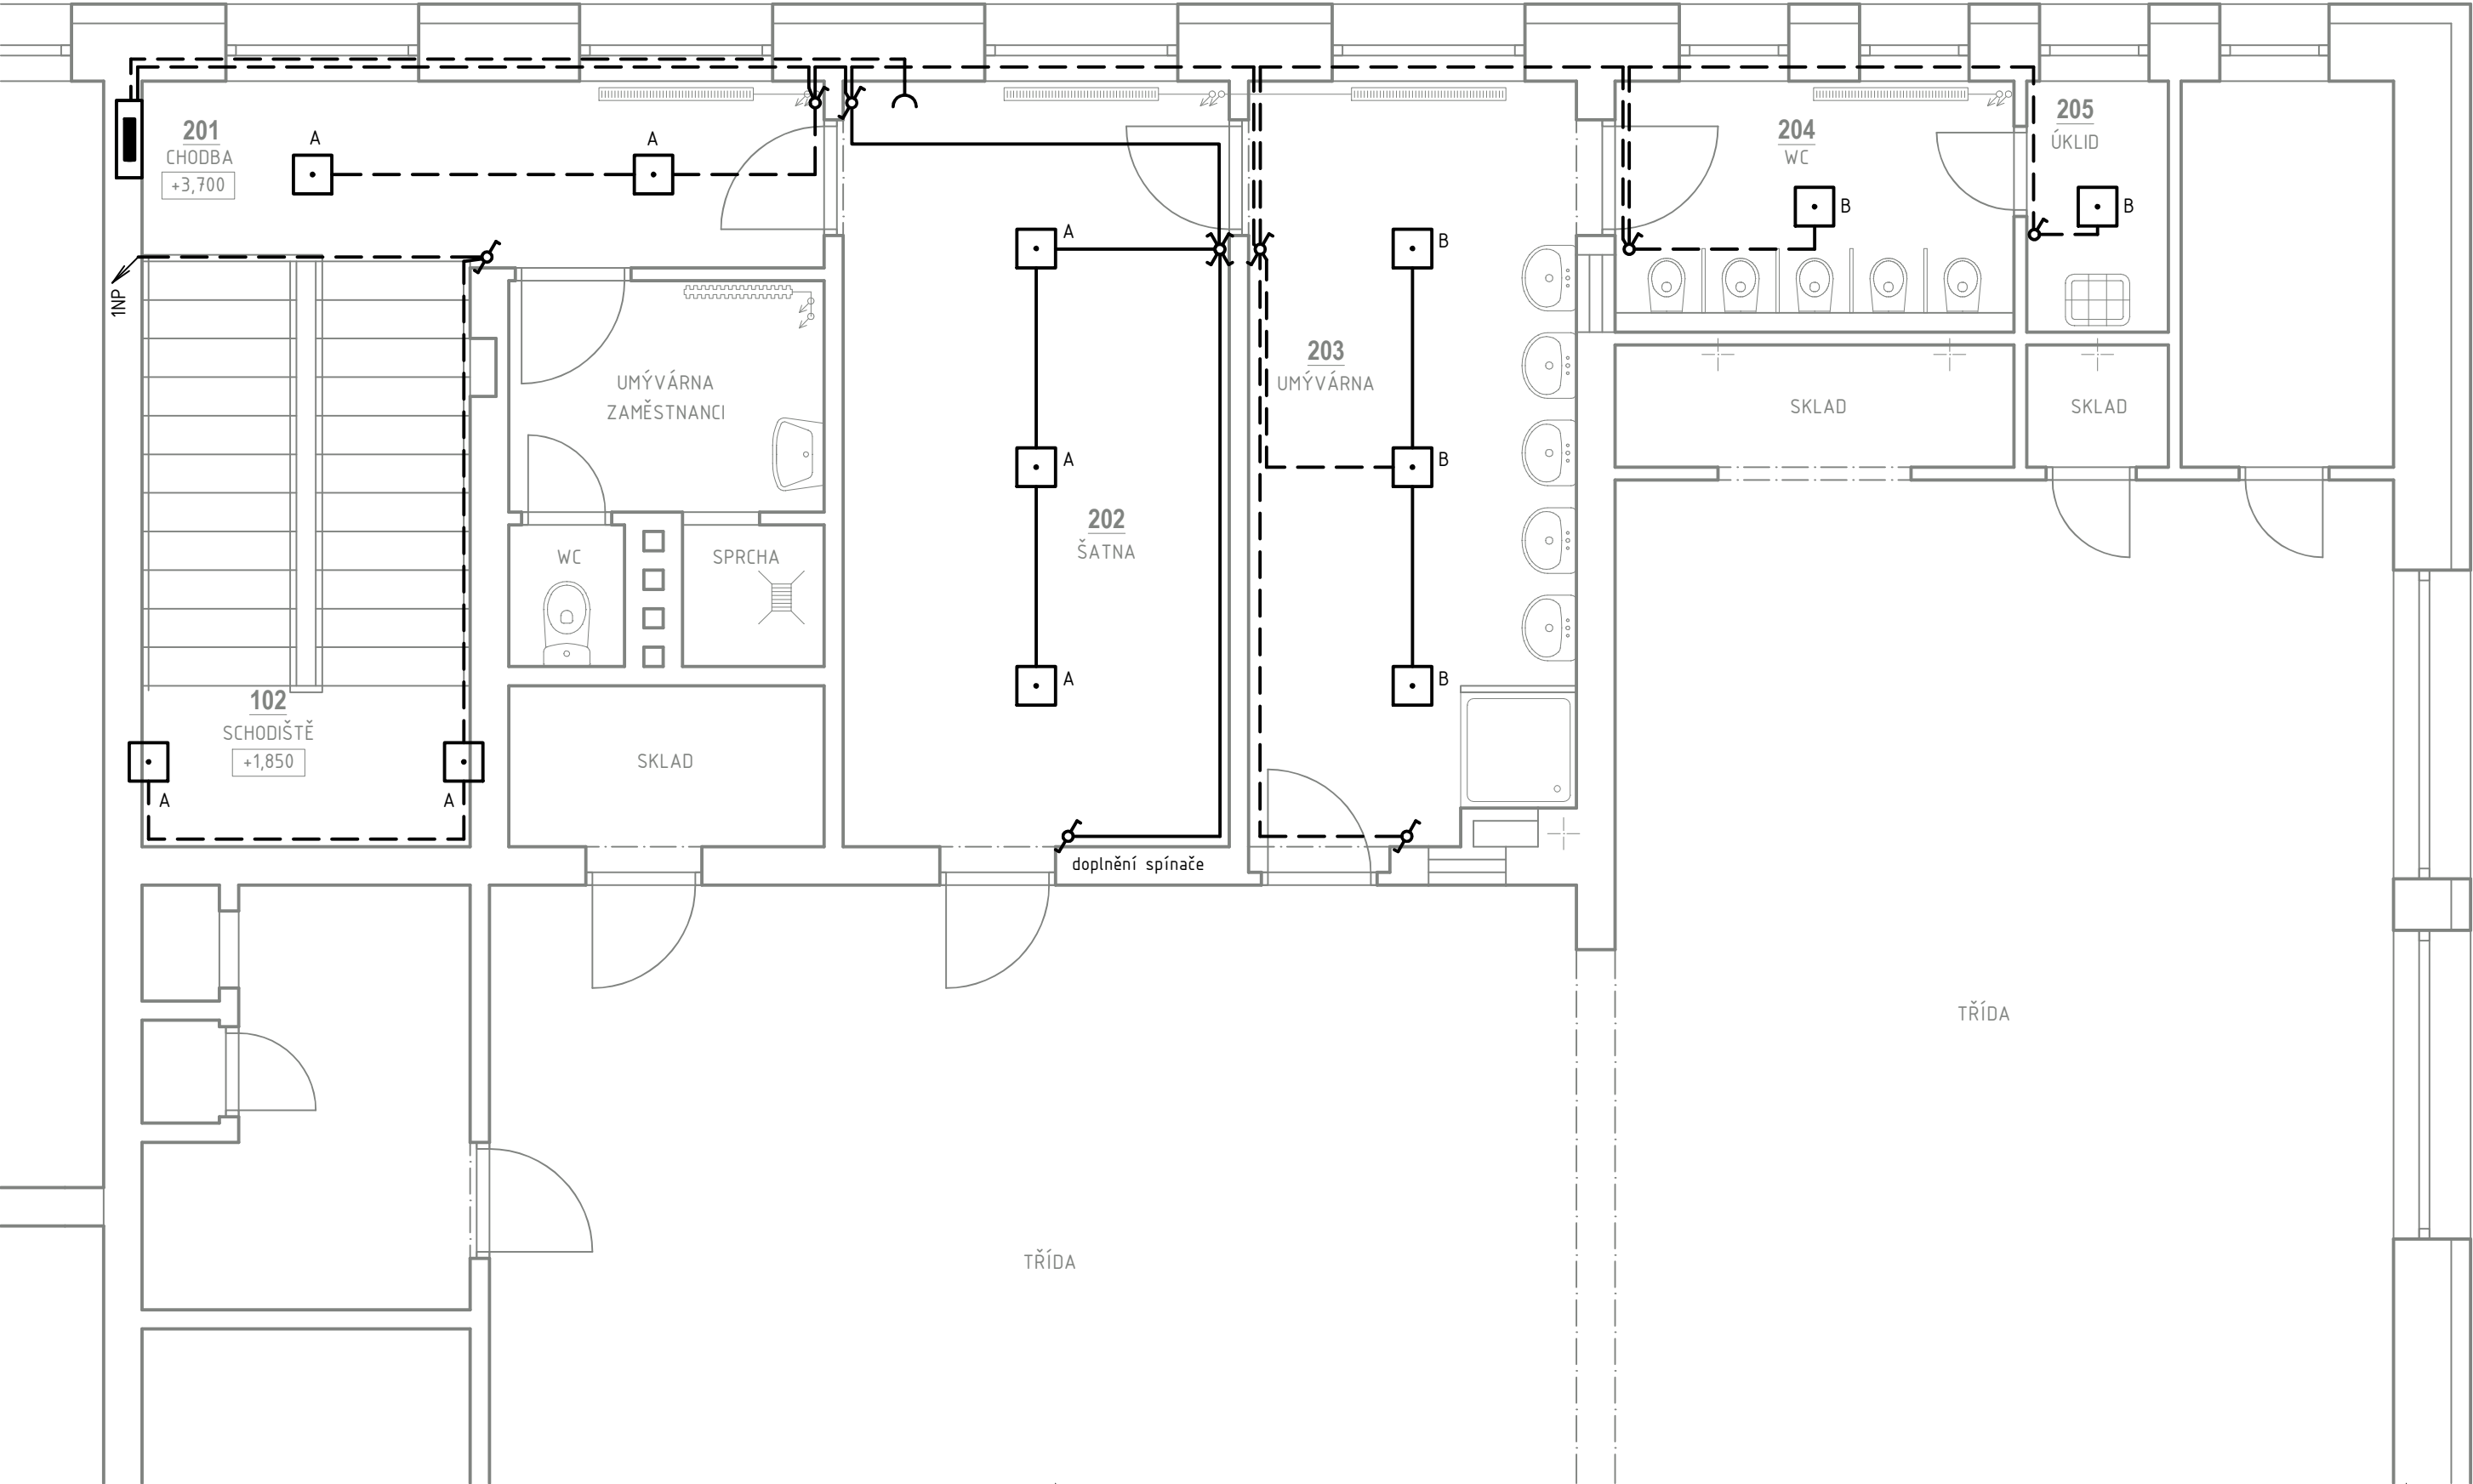 201
CHODBA
+3,700
A
A
1NP
UMÝVÁRNA
ZAMĚSTNANCI
WC
SPRCHA
102
SCHODIŠTĚ
+1,850
A
A
SKLAD
A
A
202
ŠATNA
A
doplnění spínače
203
UMÝVÁRNA
B
B
B
204
WC
B
205
ÚKLID
B
SKLAD
SKLAD
TŘÍDA
TŘÍDA